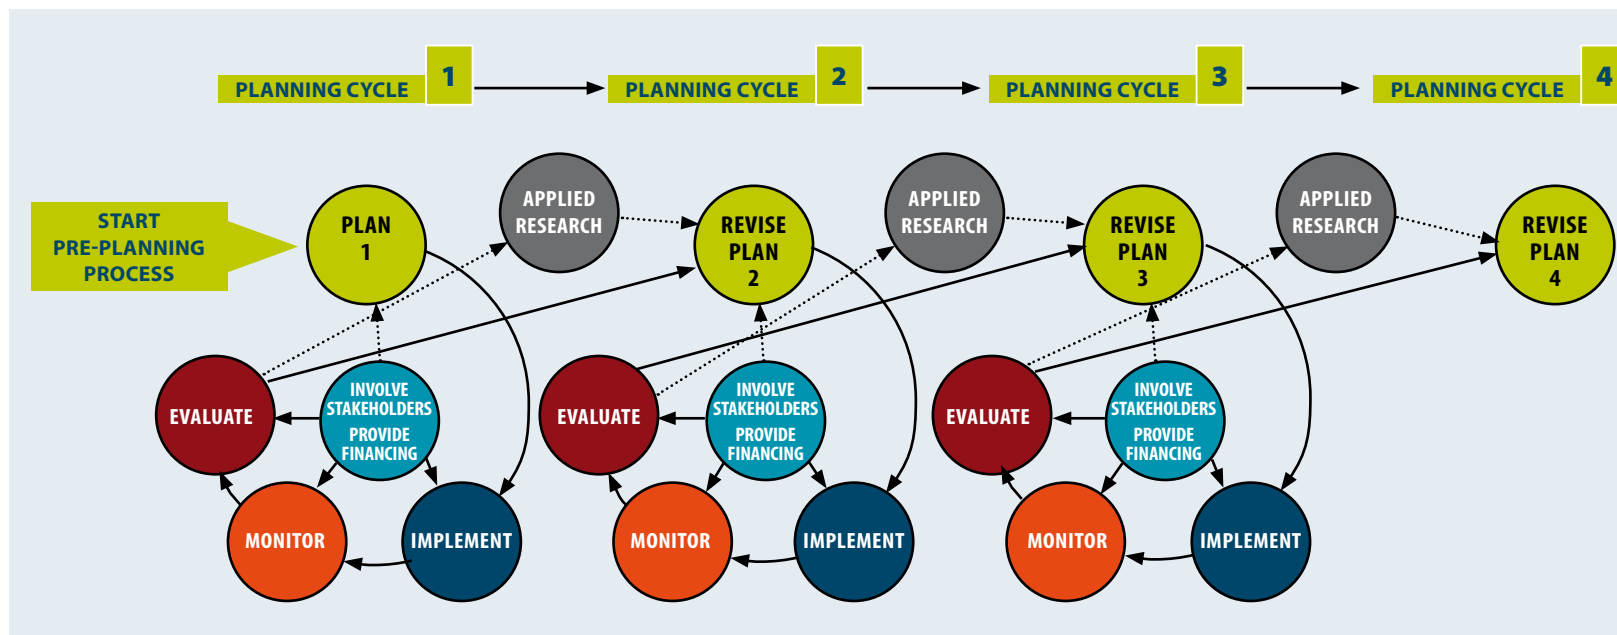 PLANNING CYCLE 1
PLANNING CYCLE 2
PLANNING CYCLE 3
PLANNING CYCLE 4
START
PRE-PLANNING
PROCESS
PLAN
1
APPLIED
RESEARCH
REVISE
PLAN
2
APPLIED
RESEARCH
REVISE
PLAN
3
APPLIED
RESEARCH
REVISE
PLAN
4
EVALUATE
INVOLVE
STAKEHOLDERS
PROVIDE
FINANCING
MONITOR
IMPLEMENT
EVALUATE
INVOLVE
STAKEHOLDERS
PROVIDE
FINANCING
MONITOR
IMPLEMENT
EVALUATE
INVOLVE
STAKEHOLDERS
PROVIDE
FINANCING
MONITOR
IMPLEMENT